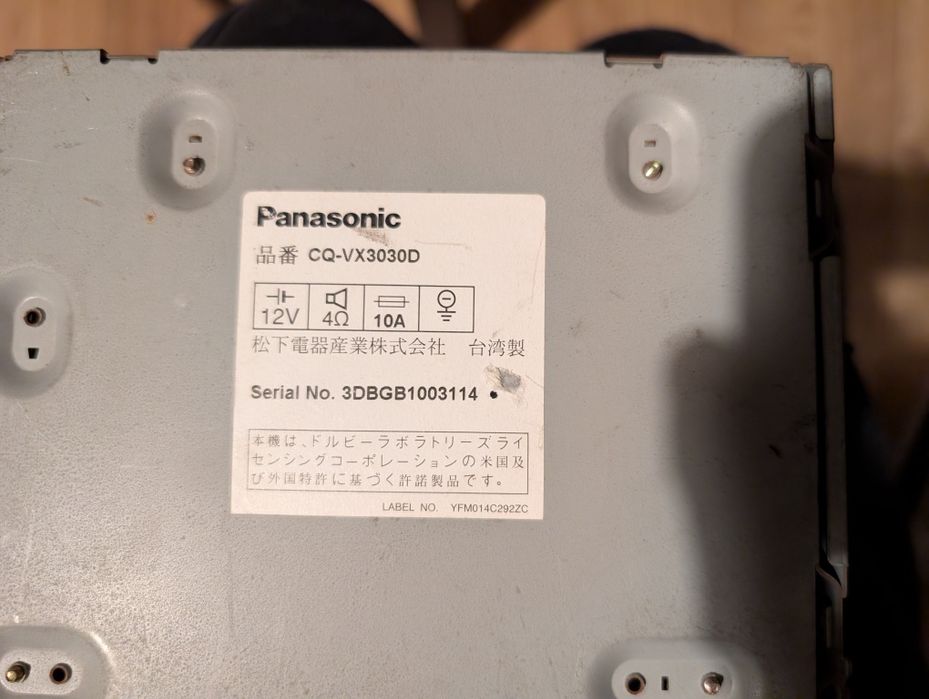 Panasonic
品番 CQ-VX3030D
12V 4Ω 10A
松下電器産業株式会社 台湾製
Serial No. 3DBGB1003114
本機は、ドルビーラボラトリーズライ
センシングコーポレーションの米国及
び外国特許に基づく許諾製品です。
LABEL NO. YFM014C292ZC